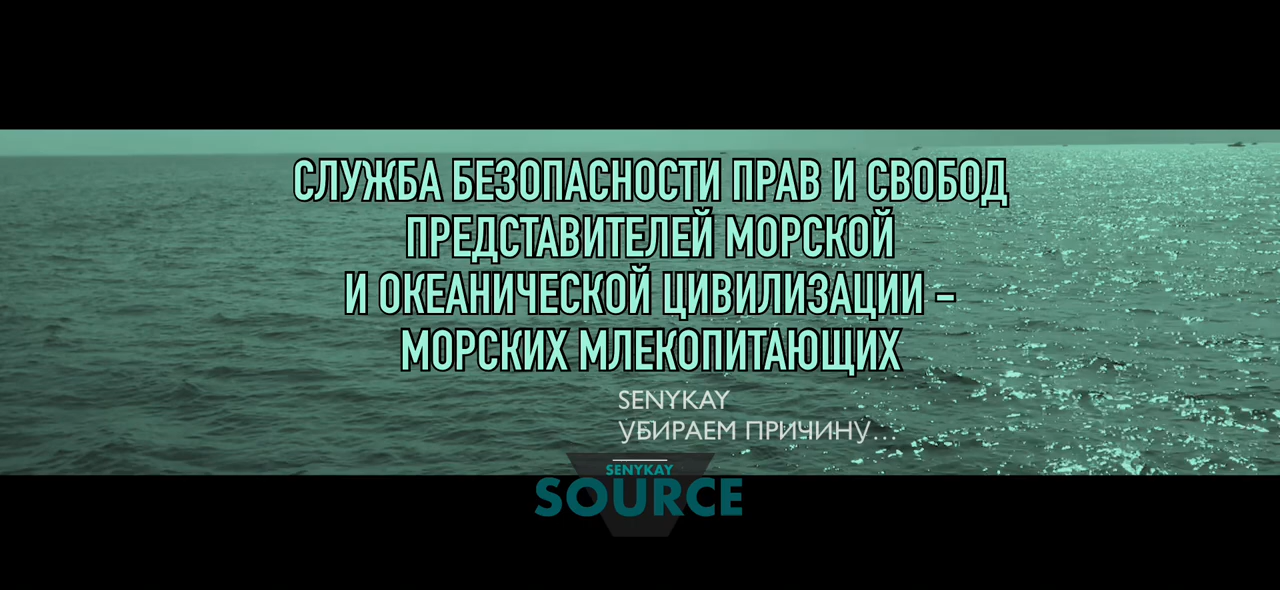 СЛУЖБА БЕЗОПАСНОСТИ ПРАВ И СВОБОД
ПРЕДСТАВИТЕЛЕЙ МОРСКОЙ
И ОКЕАНИЧЕСКОЙ ЦИВИЛИЗАЦИИ –
МОРСКИХ МЛЕКОПИТАЮЩИХ
SENYKAY
УБИРАЕМ ПРИЧИНУ...
SENYKAY
SOURCE